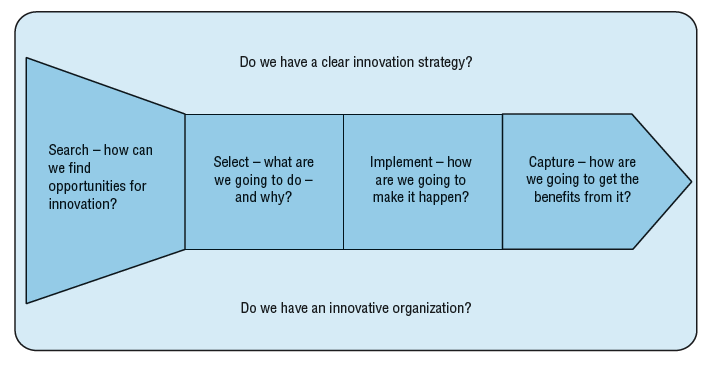 Do we have a clear innovation strategy?
Search – how can
we find
opportunities for
innovation?
Select – what are
we going to do –
and why?
Implement – how
are we going to
make it happen?
Capture – how are
we going to get the
benefits from it?
Do we have an innovative organization?